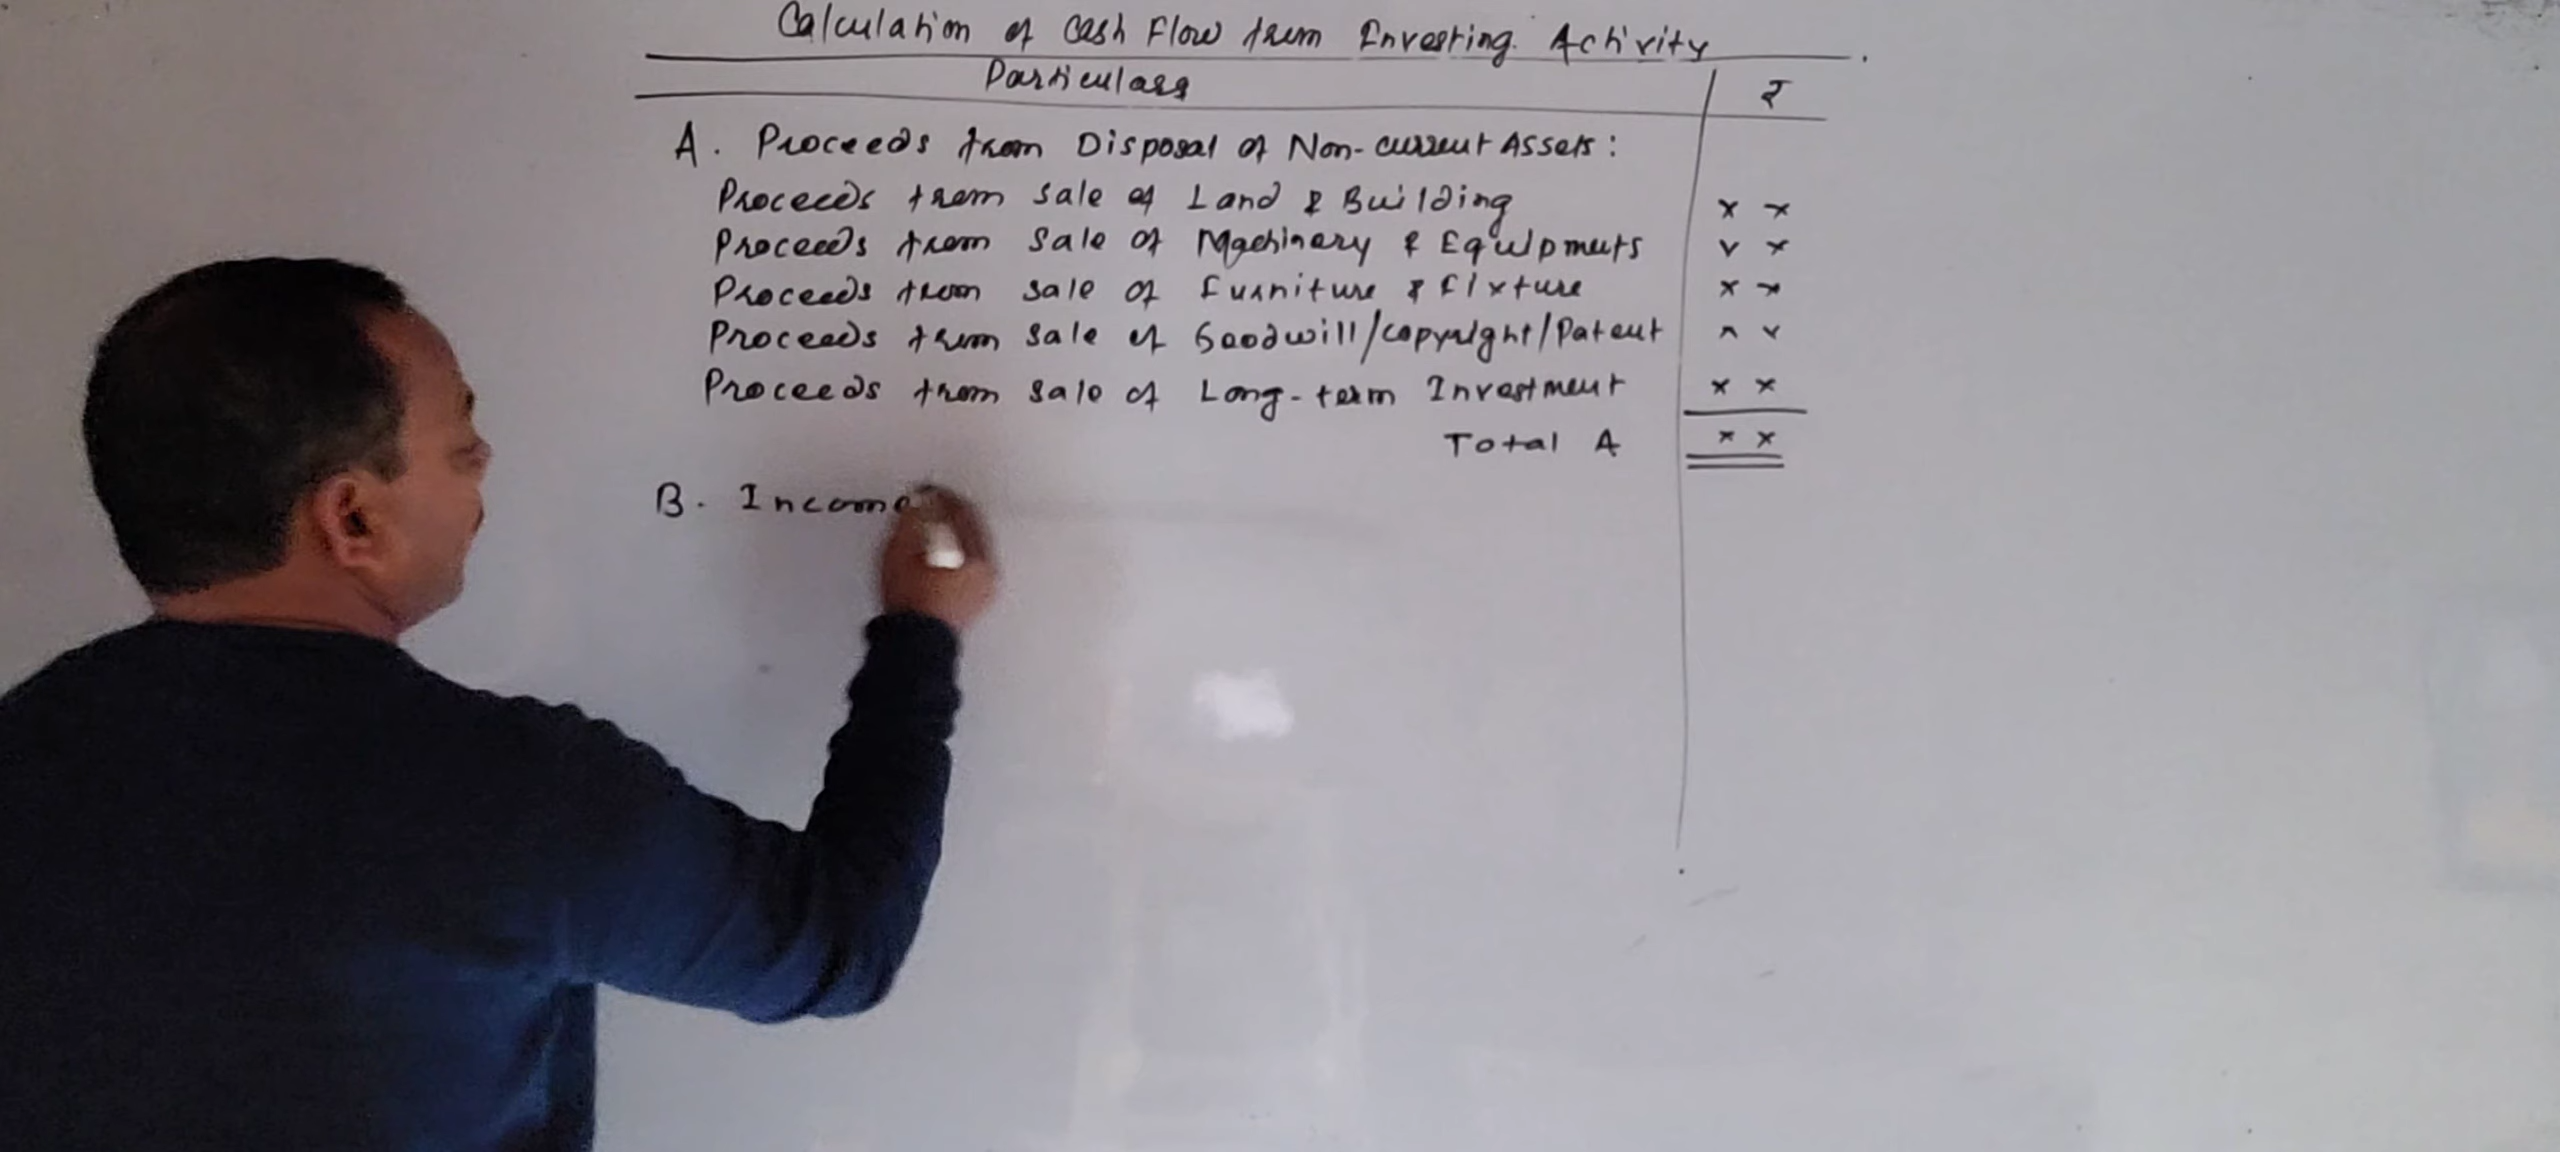 Calculation of Cash Flow from Investing Activity
Particulars ₹
A. Proceeds from Disposal of Non-current Assets:
Proceeds from sale of Land & Building x x
Proceeds from Sale of Machinery & Equipments x x
Proceeds from sale of Furniture & Fixture x x
Proceeds from Sale of Goodwill/Copyright/Patent x x
Proceeds from sale of Long-term Investment x x
Total A x x
B. Income